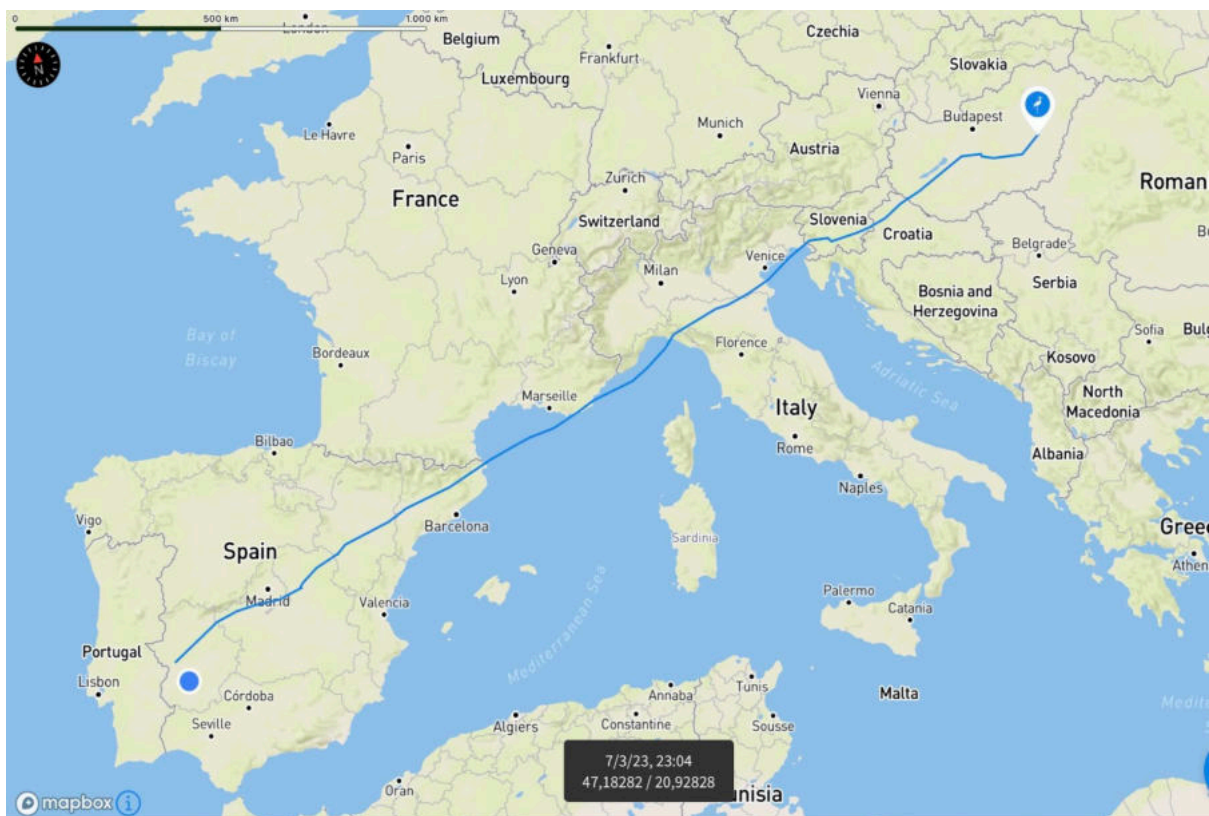 0
500 km
1.000 km
London
Belgium
Frankfurt
Czechia
Luxembourg
Slovakia
Vienna
Budapest
Le Havre
Paris
Munich
Austria
France
Zurich
Switzerland
Slovenia
Croatia
Roman
Geneva
Lyon
Milan
Venice
Belgrade
Serbia
Bosnia and
Herzegovina
Bay of
Biscay
Bordeaux
Florence
Sofia
Bulg
Kosovo
Marseille
Italy
Adriatic Sea
North
Macedonia
Bilbao
Rome
Albania
Naples
Vigo
Barcelona
Spain
Sardinia
Greec
Athen
Madrid
Valencia
Mediterranean Sea
Palermo
Catania
Portugal
Lisbon
Córdoba
Seville
Algiers
Annaba
Constantine
Tunis
Sousse
Malta
Mediter
7/3/23, 23:04
47,18282 / 20,92828
Oran
unisia
N
mapbox
i